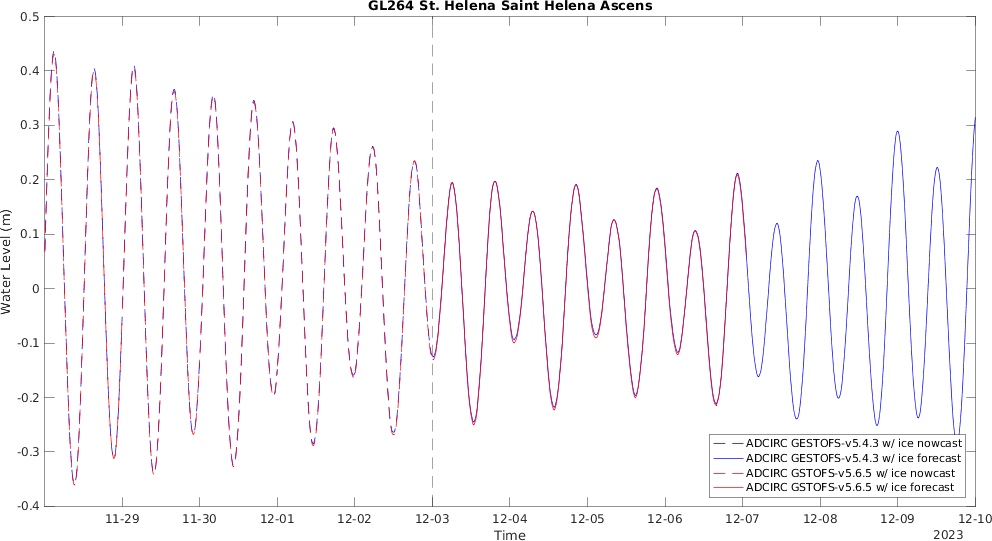 GL264 St. Helena Saint Helena Ascens
0.5
0.4
0.3
0.2
0.1
0
-0.1
-0.2
-0.3
-0.4
Water Level (m)
ADCIRC GESTOFS-v5.4.3 w/ ice nowcast
ADCIRC GESTOFS-v5.4.3 w/ ice forecast
ADCIRC GSTOFS-v5.6.5 w/ ice nowcast
ADCIRC GSTOFS-v5.6.5 w/ ice forecast
11-29 11-30 12-01 12-02 12-03 12-04 12-05 12-06 12-07 12-08 12-09 12-10
Time
2023